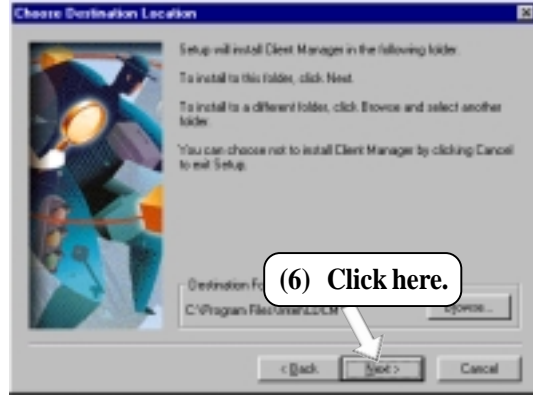 Choose Destination Location
Setup will install Client Manager in the following folder.
To install to this folder, click Next.
To install to a different folder, click Browse and select another
folder.
You can choose not to install Client Manager by clicking Cancel
to exit Setup.
(6) Click here.
Destination Fo
C:\Program Files\Intel\LDCM
Browse...
< Back
Next >
Cancel